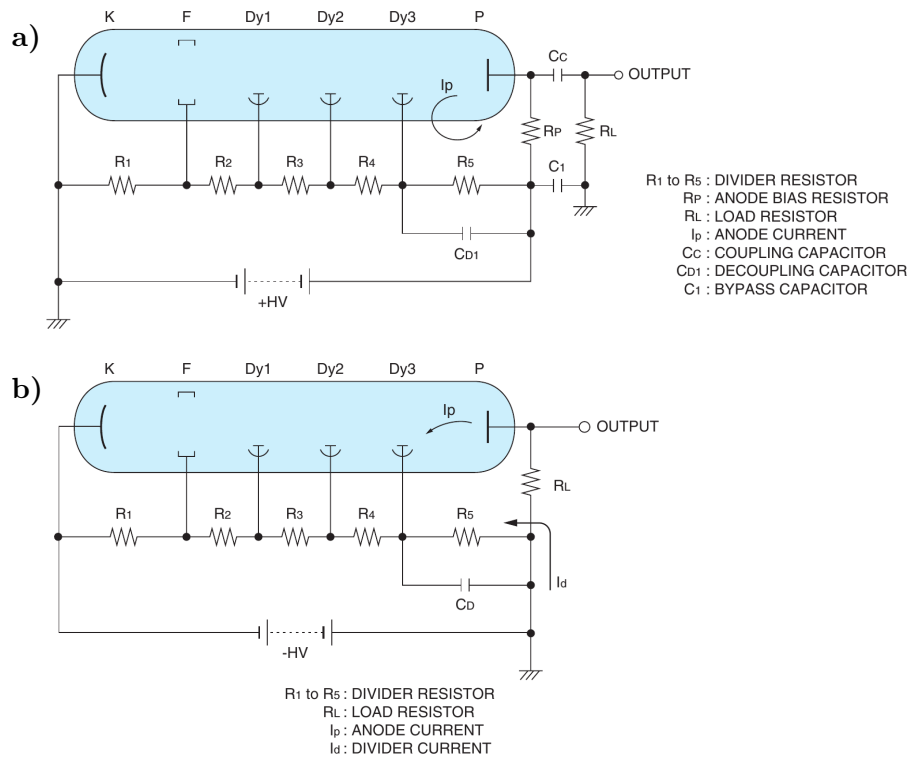 a)
K F Dy1 Dy2 Dy3 P
Ip
CC
OUTPUT
RP
RL
R1 R2 R3 R4 R5
C1
CD1
+HV
R1 to R5 : DIVIDER RESISTOR
RP : ANODE BIAS RESISTOR
RL : LOAD RESISTOR
Ip : ANODE CURRENT
CC : COUPLING CAPACITOR
CD1 : DECOUPLING CAPACITOR
C1 : BYPASS CAPACITOR
b)
K F Dy1 Dy2 Dy3 P
Ip
OUTPUT
RL
R1 R2 R3 R4 R5
Id
CD
-HV
R1 to R5 : DIVIDER RESISTOR
RL : LOAD RESISTOR
Ip : ANODE CURRENT
Id : DIVIDER CURRENT